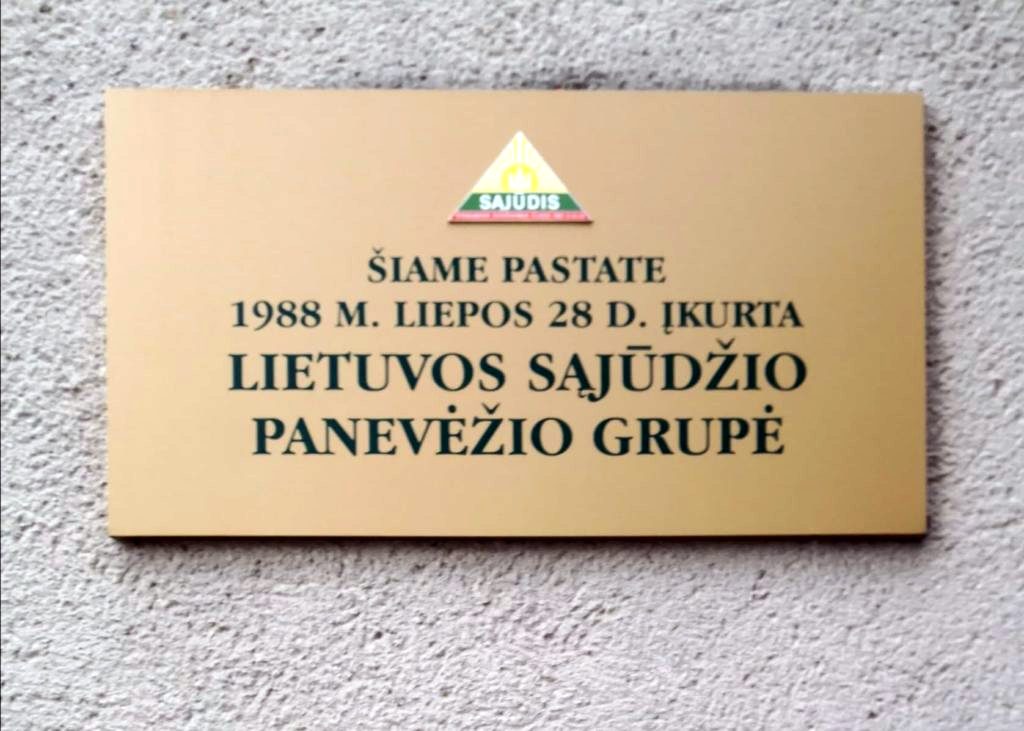 SĄJŪDIS
ŠIAME PASTATE
1988 M. LIEPOS 28 D. ĮKURTA
LIETUVOS SĄJŪDŽIO
PANEVĖŽIO GRUPĖ